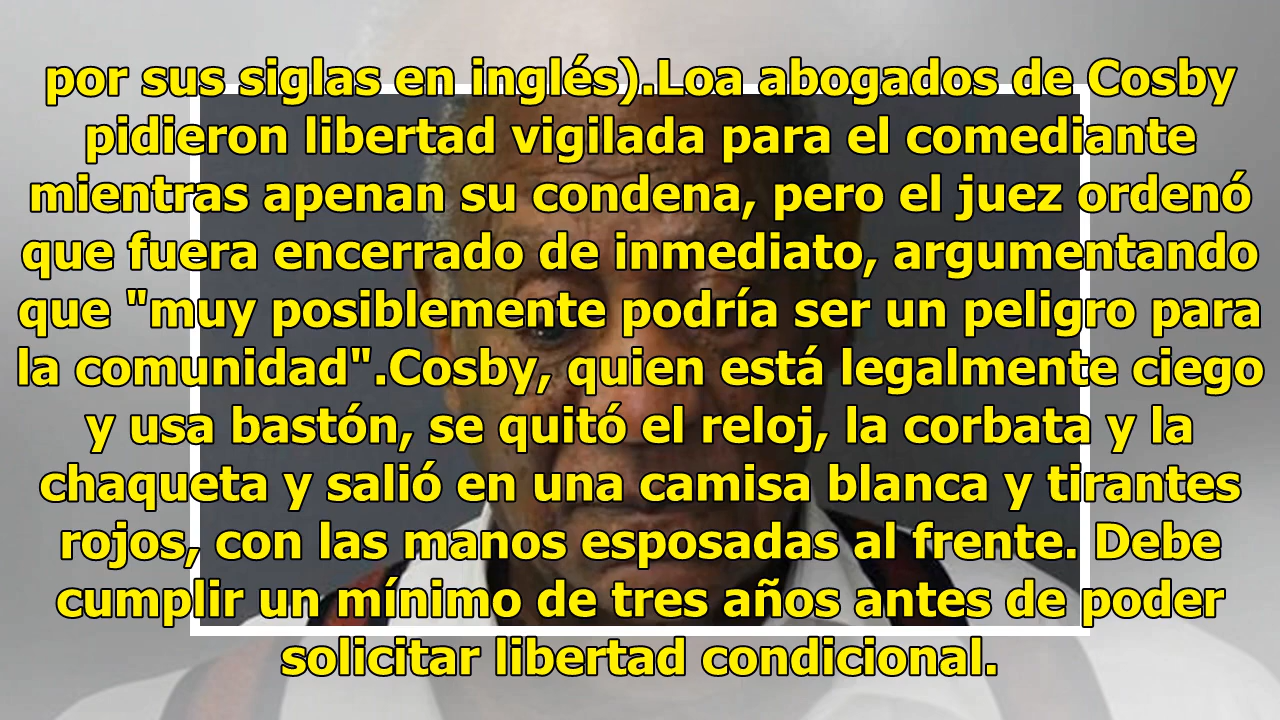 por sus siglas en inglés).Loa abogados de Cosby
pidieron libertad vigilada para el comediante
mientras apenan su condena, pero el juez ordenó
que fuera encerrado de inmediato, argumentando
que "muy posiblemente podría ser un peligro para
la comunidad".Cosby, quien está legalmente ciego
y usa bastón, se quitó el reloj, la corbata y la
chaqueta y salió en una camisa blanca y tirantes
rojos, con las manos esposadas al frente. Debe
cumplir un mínimo de tres años antes de poder
solicitar libertad condicional.